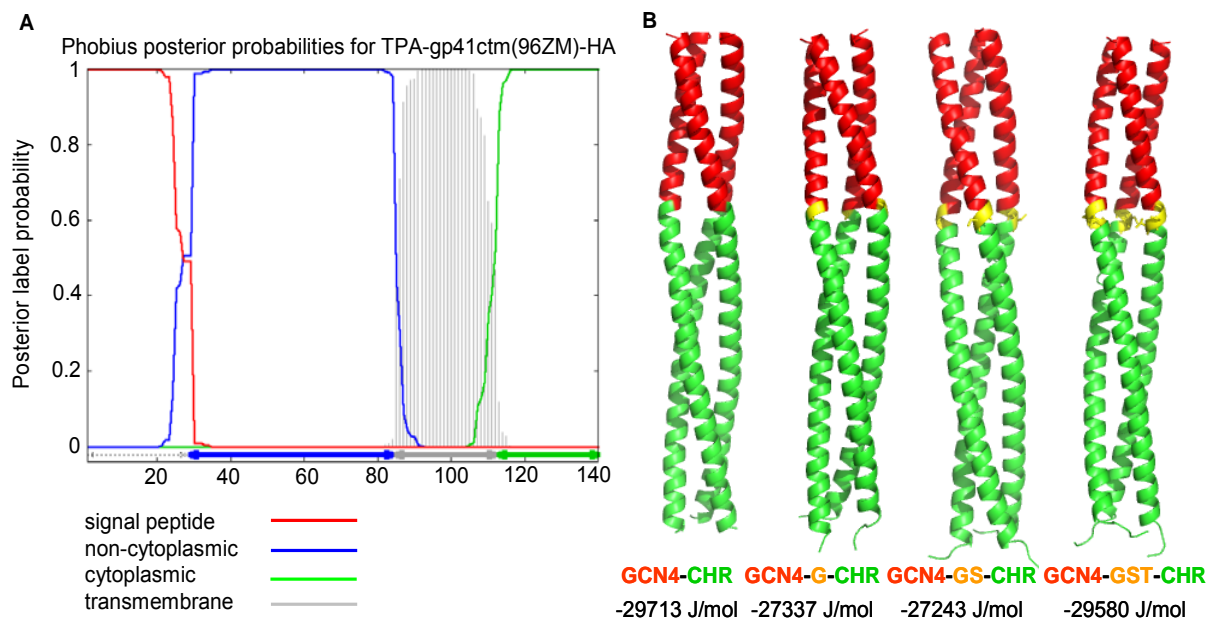 A
Phobius posterior probabilities for TPA-gp41ctm(96ZM)-HA
Posterior label probability
1
0.8
0.6
0.4
0.2
0
20 40 60 80 100 120 140
signal peptide
non-cytoplasmic
cytoplasmic
transmembrane
B
GCN4-CHR GCN4-G-CHR GCN4-GS-CHR GCN4-GST-CHR
-29713 J/mol -27337 J/mol -27243 J/mol -29580 J/mol